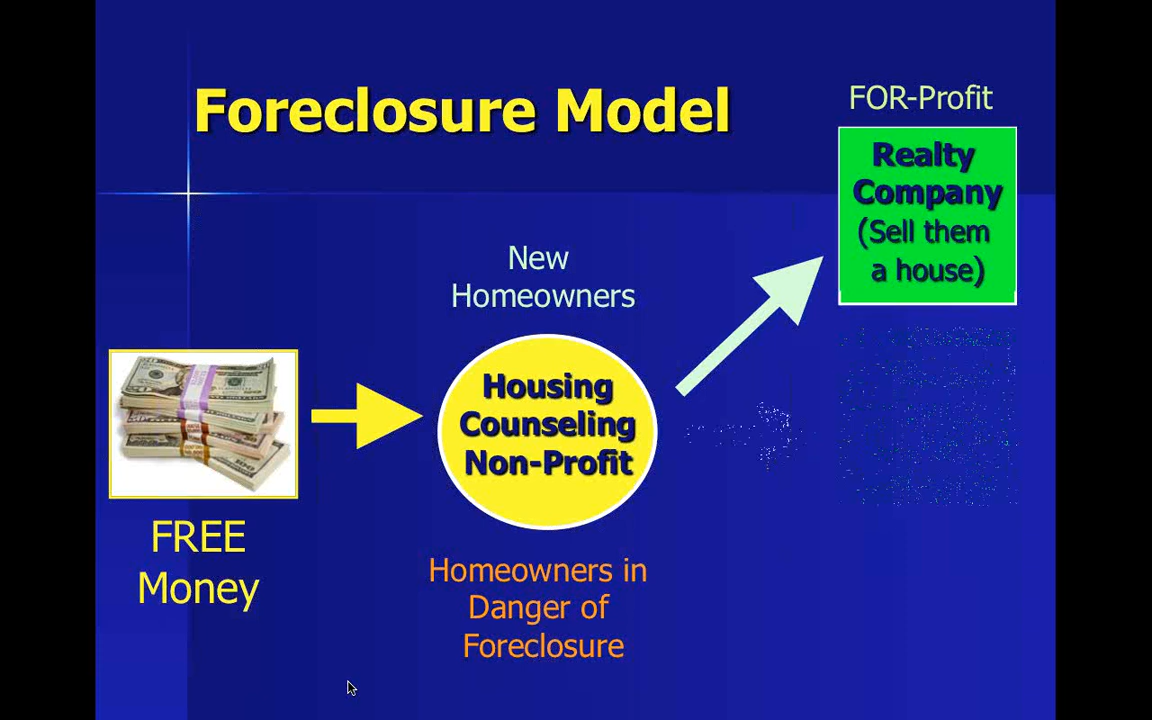 Foreclosure Model
FOR-Profit
Realty
Company
(Sell them
a house)
New
Homeowners
Housing
Counseling
Non-Profit
FREE
Money
Homeowners in
Danger of
Foreclosure